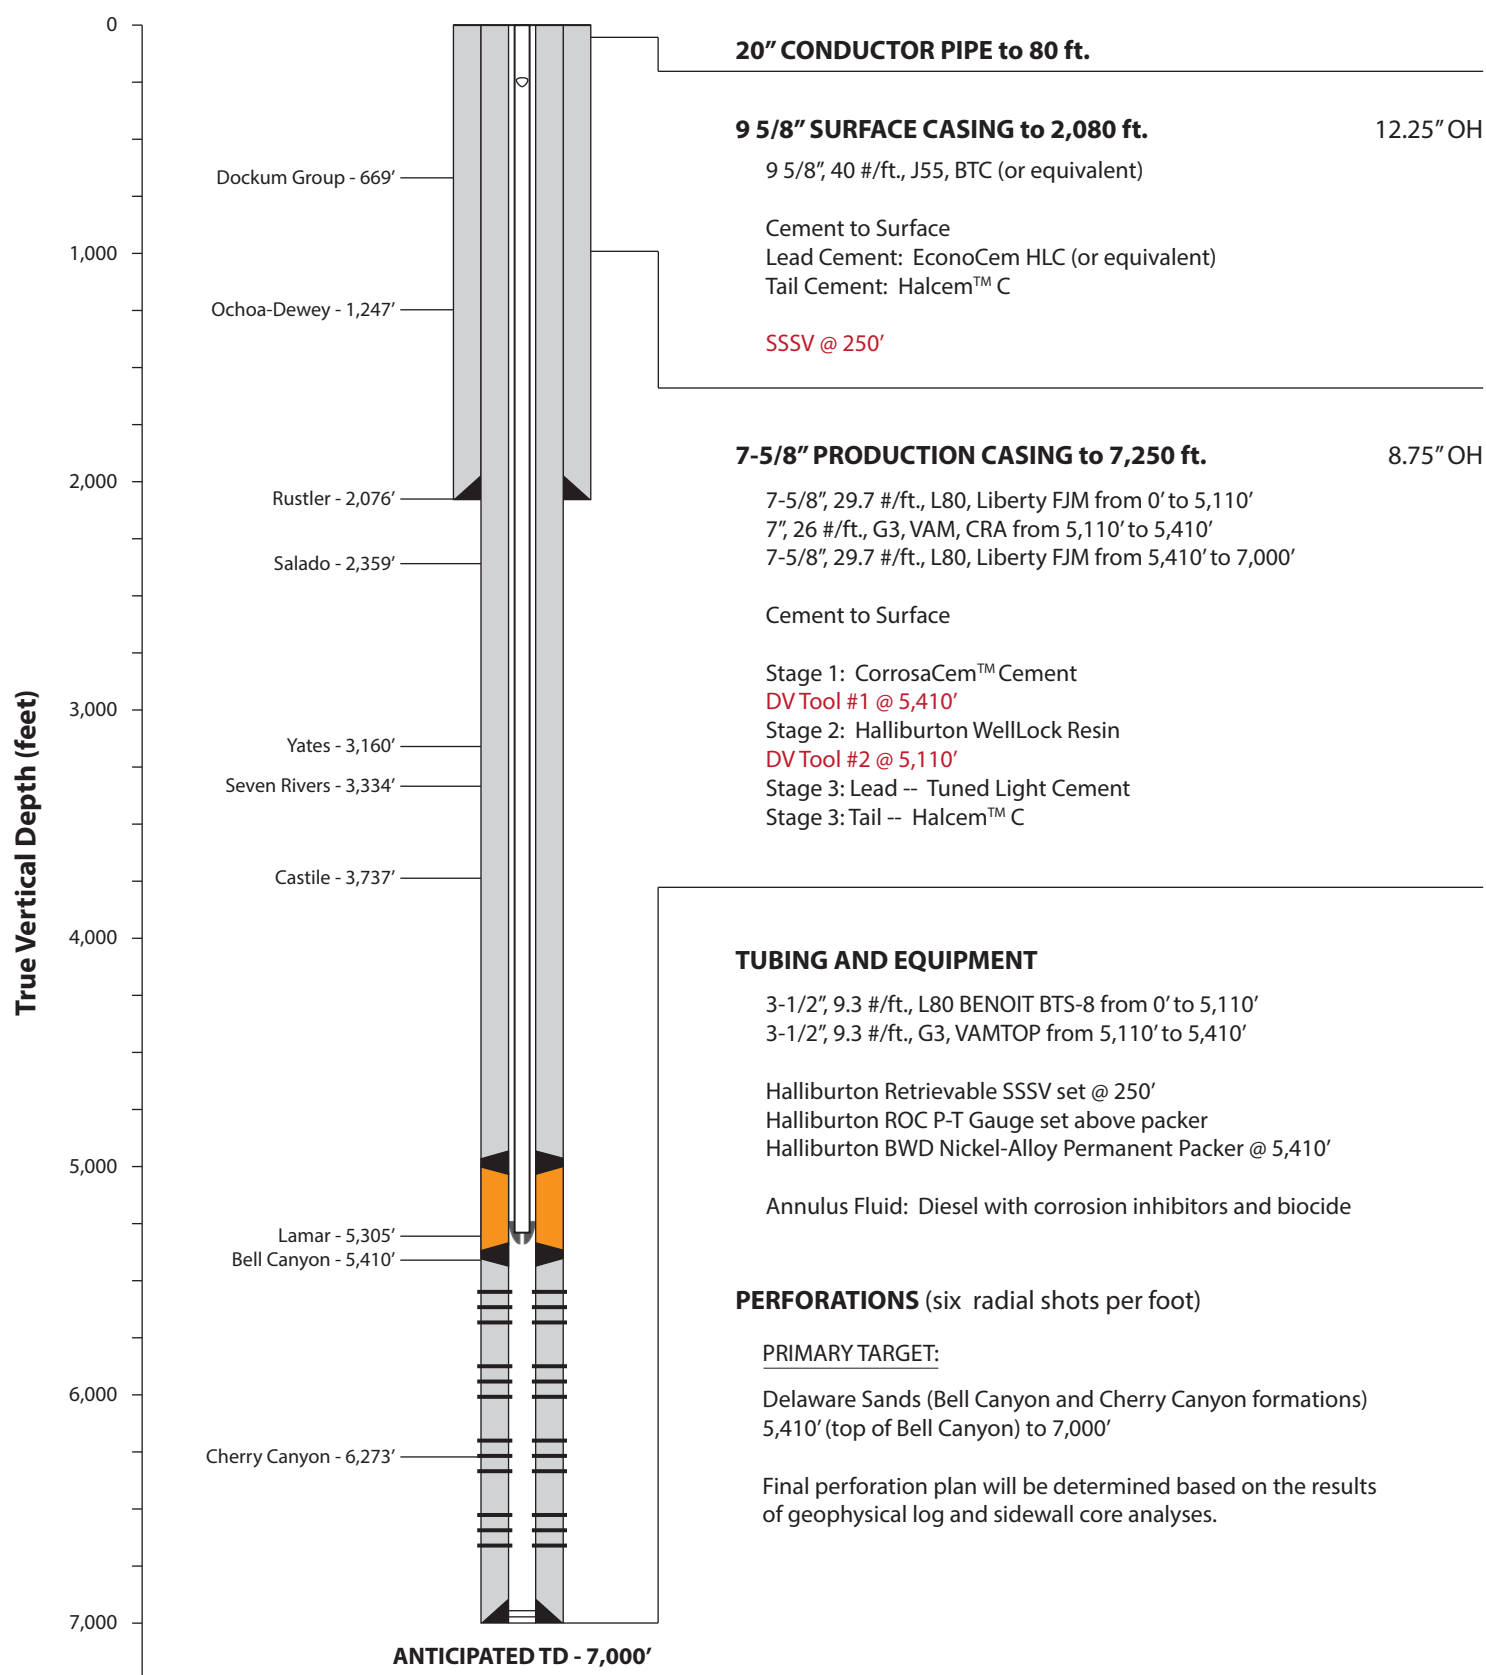 0
1,000
2,000
3,000
4,000
5,000
6,000
7,000
True Vertical Depth (feet)
Dockum Group - 669’
Ochoa-Dewey - 1,247’
Rustler - 2,076’
Salado - 2,359’
Yates - 3,160’
Seven Rivers - 3,334’
Castile - 3,737’
Lamar - 5,305’
Bell Canyon - 5,410’
Cherry Canyon - 6,273’
ANTICIPATED TD - 7,000’
20” CONDUCTOR PIPE to 80 ft.
9 5/8” SURFACE CASING to 2,080 ft. 12.25” OH
9 5/8”, 40 #/ft., J55, BTC (or equivalent)
Cement to Surface
Lead Cement: EconoCem HLC (or equivalent)
Tail Cement: Halcem™ C
SSSV @ 250’
7-5/8” PRODUCTION CASING to 7,250 ft. 8.75” OH
7-5/8”, 29.7 #/ft., L80, Liberty FJM from 0’ to 5,110’
7”, 26 #/ft., G3, VAM, CRA from 5,110’ to 5,410’
7-5/8”, 29.7 #/ft., L80, Liberty FJM from 5,410’ to 7,000’
Cement to Surface
Stage 1: CorrosaCem™ Cement
DV Tool #1 @ 5,410’
Stage 2: Halliburton WellLock Resin
DV Tool #2 @ 5,110’
Stage 3: Lead -- Tuned Light Cement
Stage 3: Tail -- Halcem™ C
TUBING AND EQUIPMENT
3-1/2”, 9.3 #/ft., L80 BENOIT BTS-8 from 0’ to 5,110’
3-1/2”, 9.3 #/ft., G3, VAMTOP from 5,110’ to 5,410’
Halliburton Retrievable SSSV set @ 250’
Halliburton ROC P-T Gauge set above packer
Halliburton BWD Nickel-Alloy Permanent Packer @ 5,410’
Annulus Fluid: Diesel with corrosion inhibitors and biocide
PERFORATIONS (six radial shots per foot)
PRIMARY TARGET:
Delaware Sands (Bell Canyon and Cherry Canyon formations)
5,410’ (top of Bell Canyon) to 7,000’
Final perforation plan will be determined based on the results
of geophysical log and sidewall core analyses.